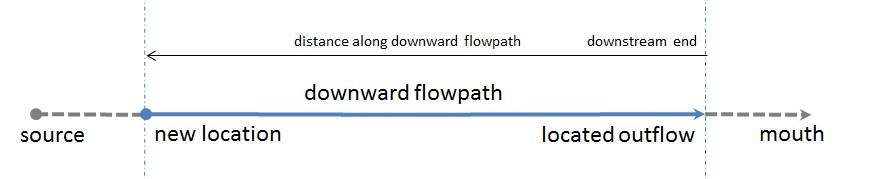 distance along downward flowpath downstream end
downward flowpath
source new location located outflow mouth